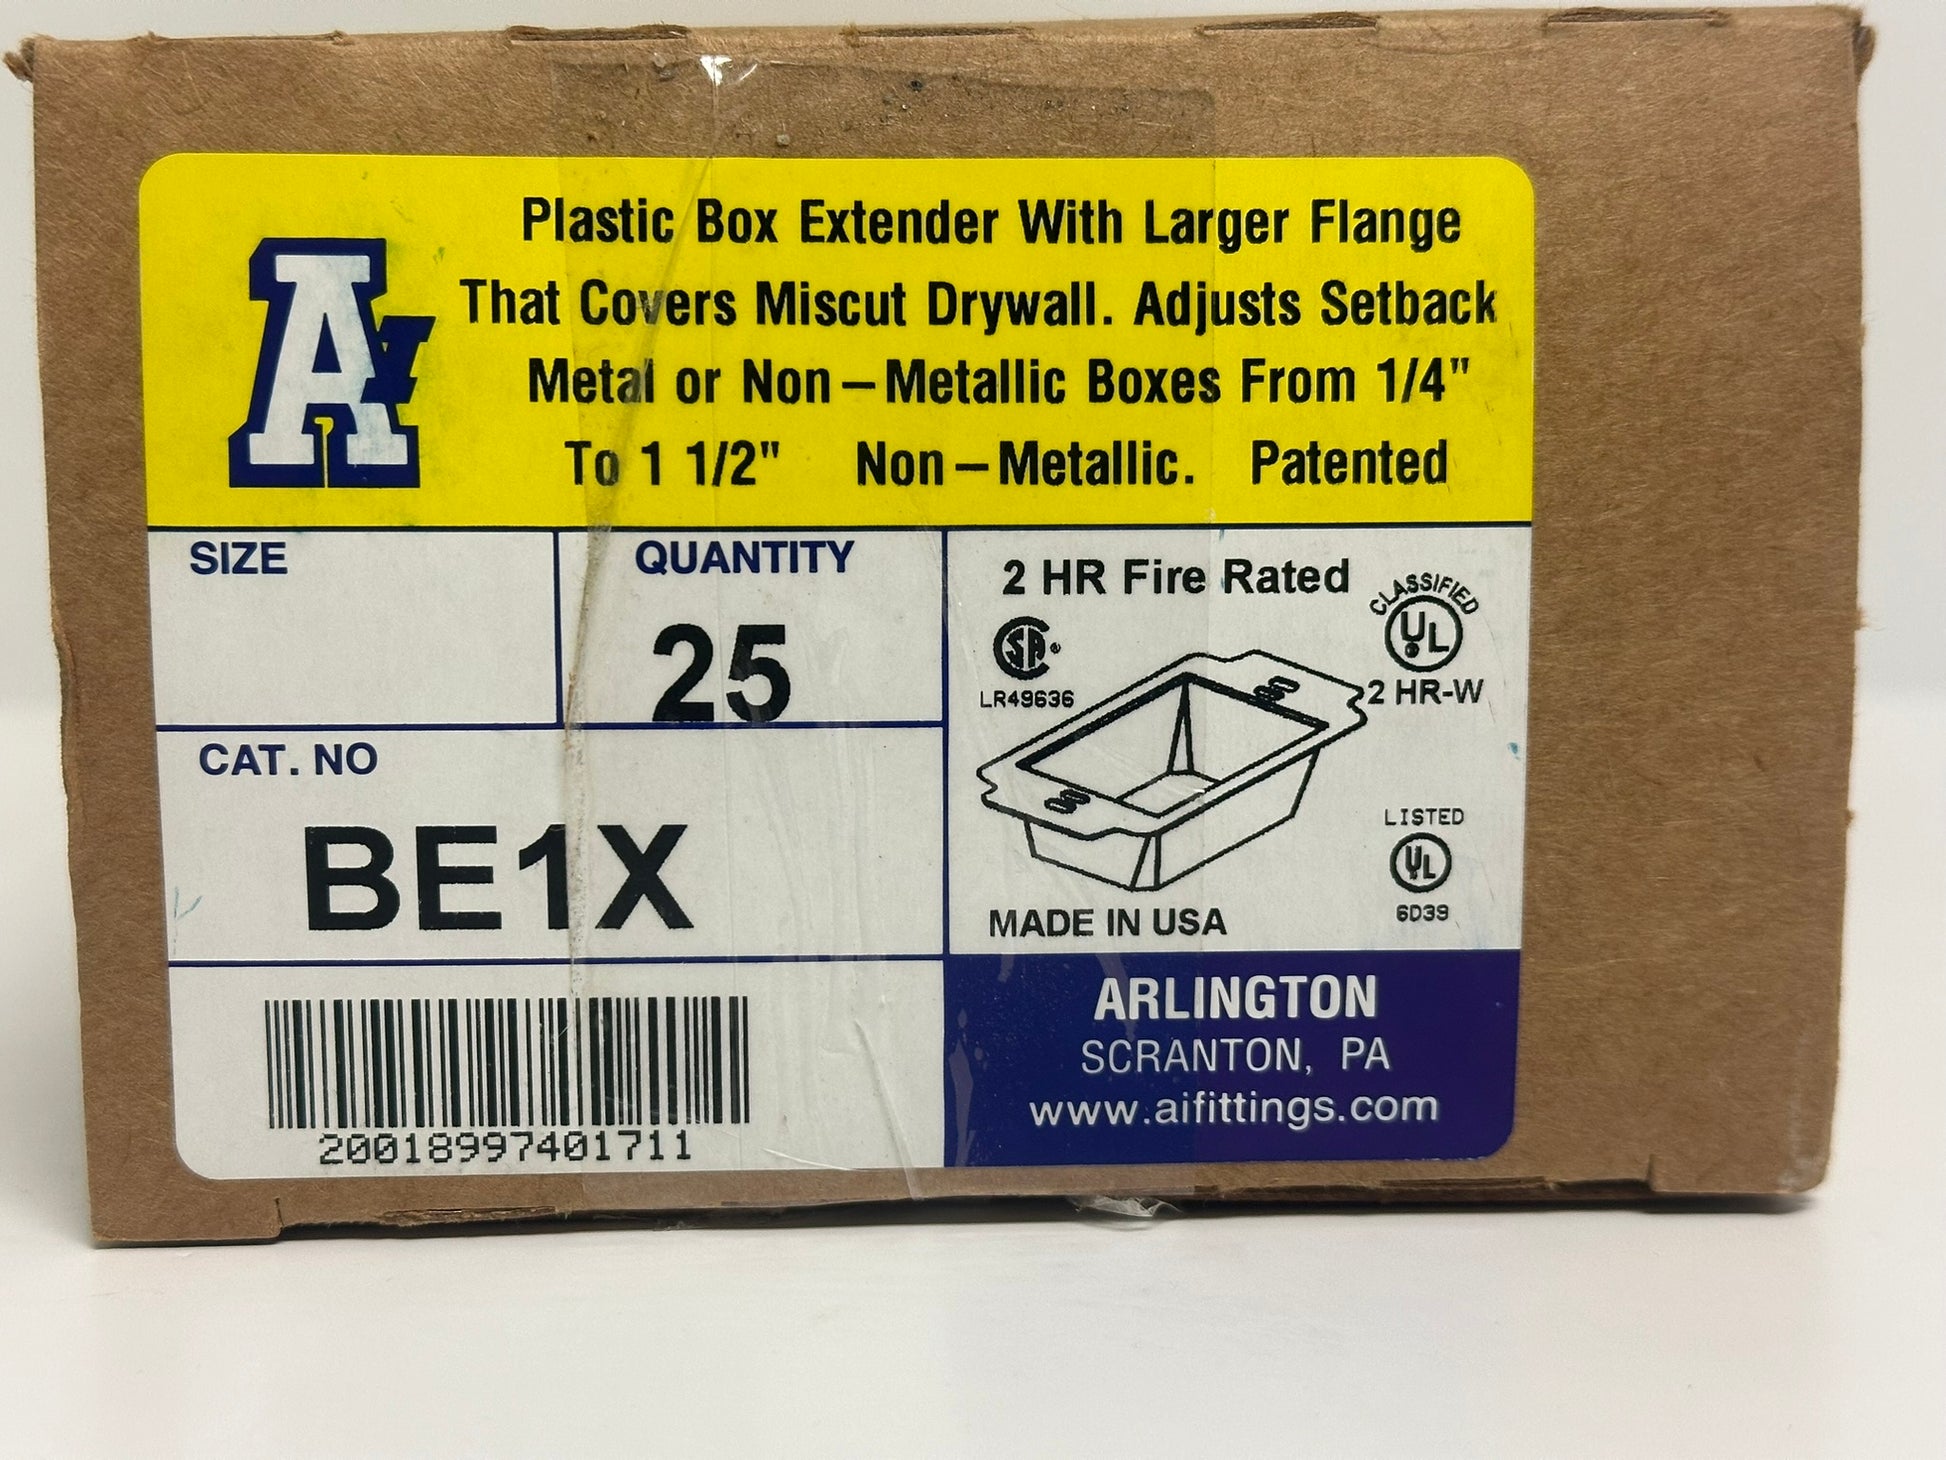 Plastic Box Extender With Larger Flange
That Covers Miscut Drywall. Adjusts Setback
Metal or Non-Metallic Boxes From 1/4"
To 1 1/2" Non-Metallic. Patented
A
SIZE
QUANTITY
25
2 HR Fire Rated
CLASSIFIED
UL
2 HR-W
SA
LR49636
CAT. NO
BE1X
LISTED
UL
6D39
MADE IN USA
20018997401711
ARLINGTON
SCRANTON, PA
www.aifittings.com